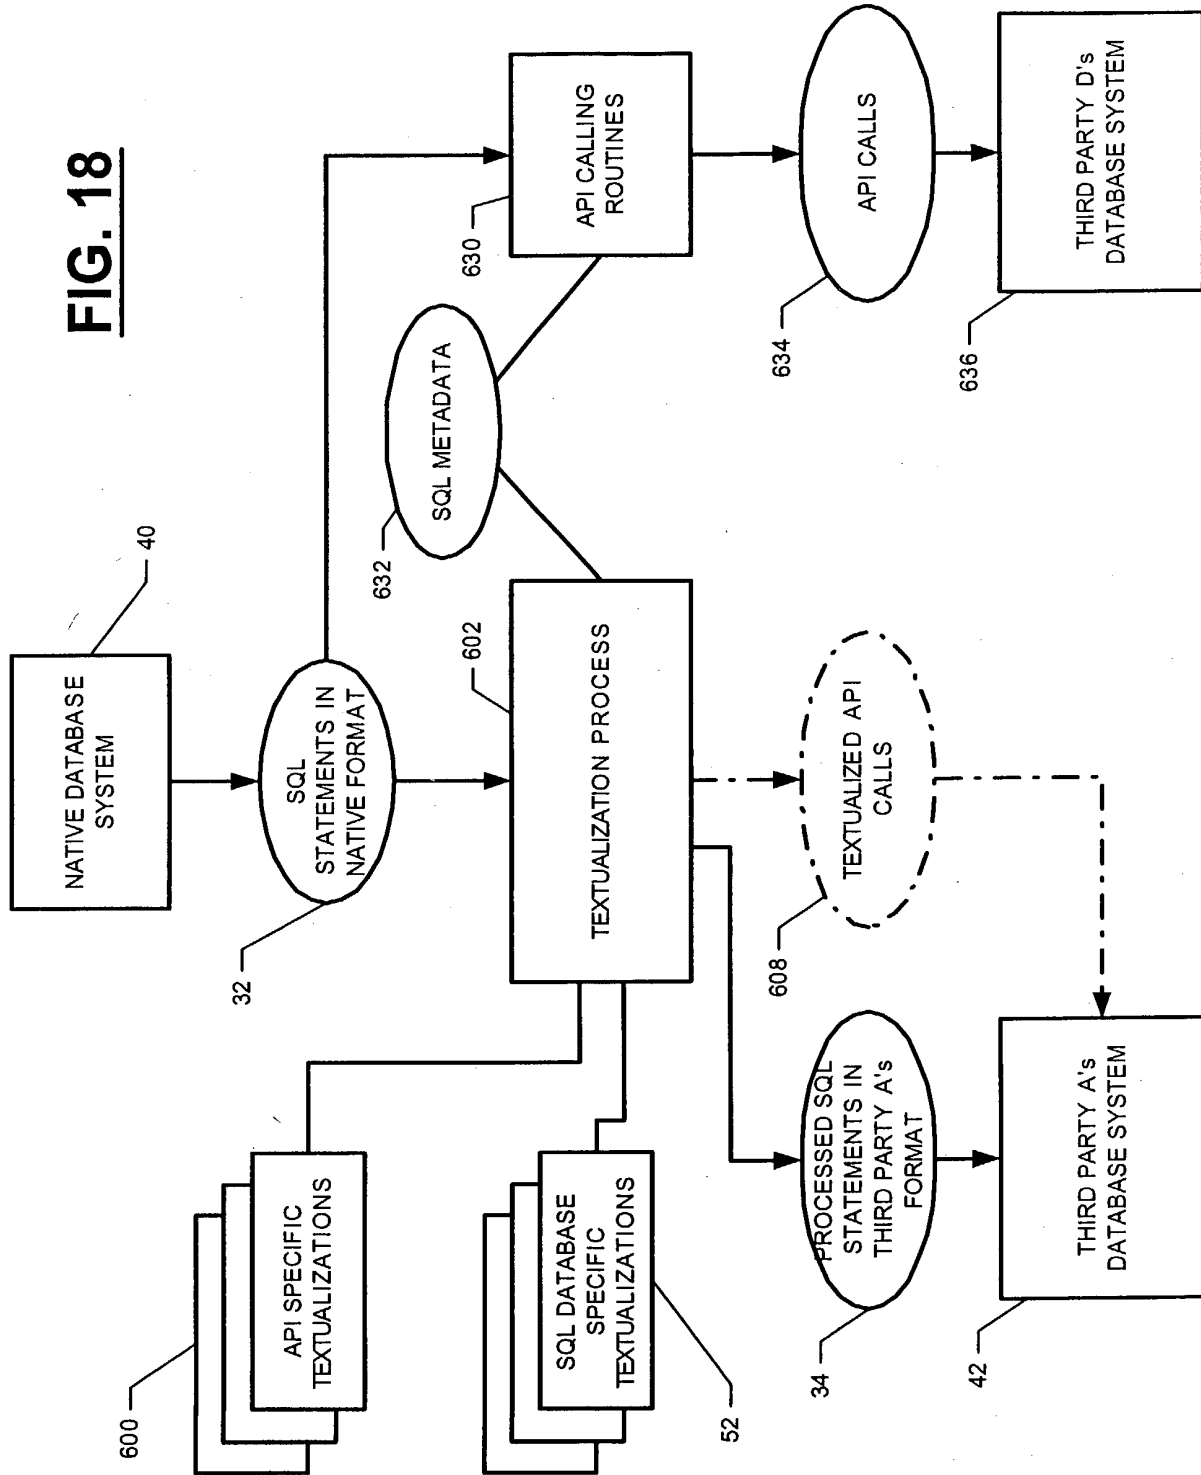 FIG. 18
NATIVE DATABASE
SYSTEM
40
SQL
STATEMENTS IN
NATIVE FORMAT
32
SQL METADATA
632
API CALLING
ROUTINES
630
600
API SPECIFIC
TEXTUALIZATIONS
SQL DATABASE
SPECIFIC
TEXTUALIZATIONS
52
TEXTUALIZATION PROCESS
602
PROCESSED SQL
STATEMENTS IN
THIRD PARTY A's
FORMAT
34
TEXTUALIZED API
CALLS
608
API CALLS
634
THIRD PARTY A's
DATABASE SYSTEM
42
THIRD PARTY D's
DATABASE SYSTEM
636